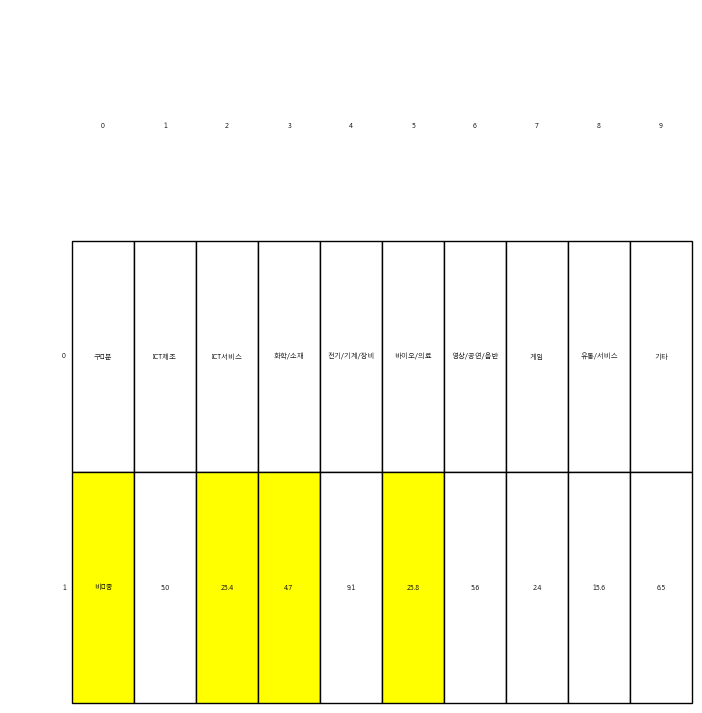 0 1 2 3 4 5 6 7 8 9
0 구□분 ICT제조 ICT서비스 화학/소재 전기/기계/장비 바이오/의료 영상/공연/음반 게임 유통/서비스 기타
1 비□중 5.0 25.4 4.7 9.1 25.8 5.6 2.4 15.6 6.5